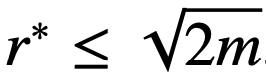 r* ≤ √2m.